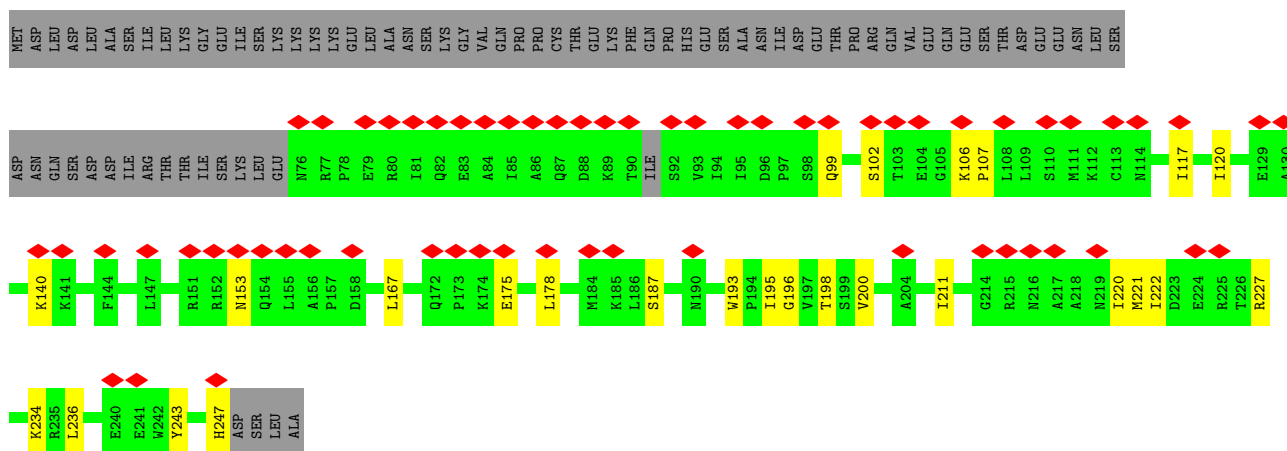 MET ASP LEU ASP LEU ALA SER ILE LEU LYS GLY GLU ILE SER LYS LYS LYS LYS GLU LEU ALA ASN SER LYS GLY VAL GLN PRO PRO CYS THR GLU LYS PHE GLN PRO HIS GLU SER ALA ASN ILE ASP GLU THR PRO ARG GLN VAL GLU GLN GLU SER THR ASP GLU GLU ASN LEU SER
ASP ASN GLN SER ASP ASP ILE ARG THR THR ILE SER LYS LEU GLU N76 R77 P78 E79 R80 I81 Q82 E83 A84 I85 A86 Q87 D88 K89 T90 ILE S92 V93 I94 I95 D96 P97 S98 Q99 S102 T103 E104 G105 K106 P107 L108 L109 S110 M111 K112 C113 N114 I117 I120 E129 A130
K140 K141 F144 L147 R151 R152 N153 Q154 L155 A156 P157 D158 L167 Q172 P173 K174 E175 L178 M184 K185 L186 S187 N190 W193 P194 I195 G196 V197 T198 S199 V200 A204 I211 G214 R215 N216 A217 A218 N219 I220 M221 I222 D223 E224 R225 T226 R227
K234 R235 L236 E240 E241 W242 Y243 H247 ASP SER LEU ALA